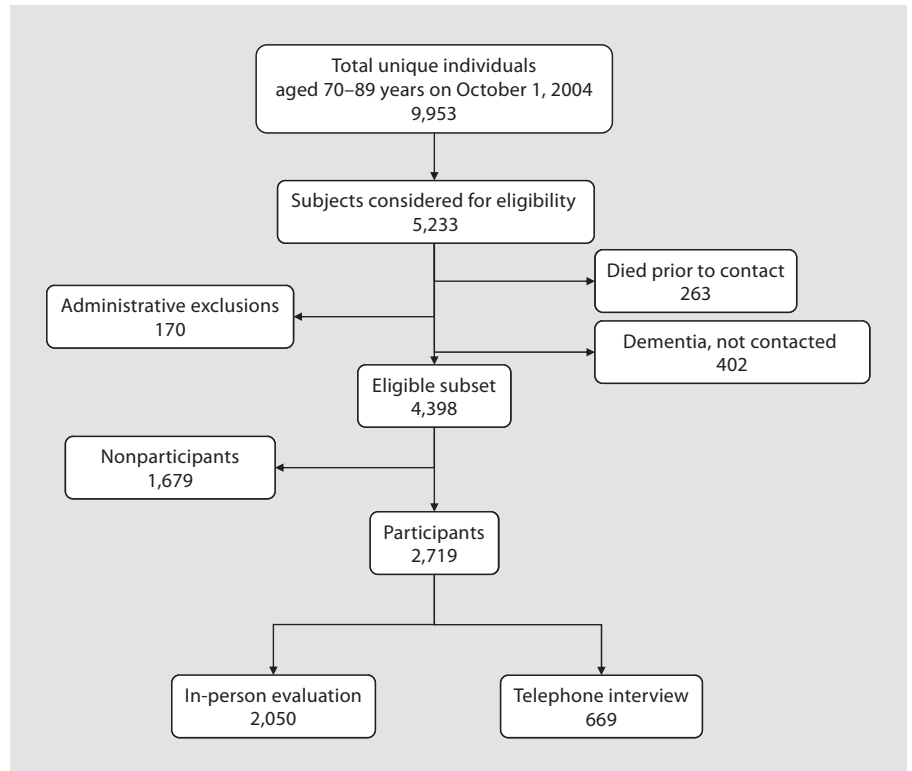 Total unique individuals
aged 70–89 years on October 1, 2004
9,953
Subjects considered for eligibility
5,233
Died prior to contact
263
Administrative exclusions
170
Dementia, not contacted
402
Eligible subset
4,398
Nonparticipants
1,679
Participants
2,719
In-person evaluation
2,050
Telephone interview
669